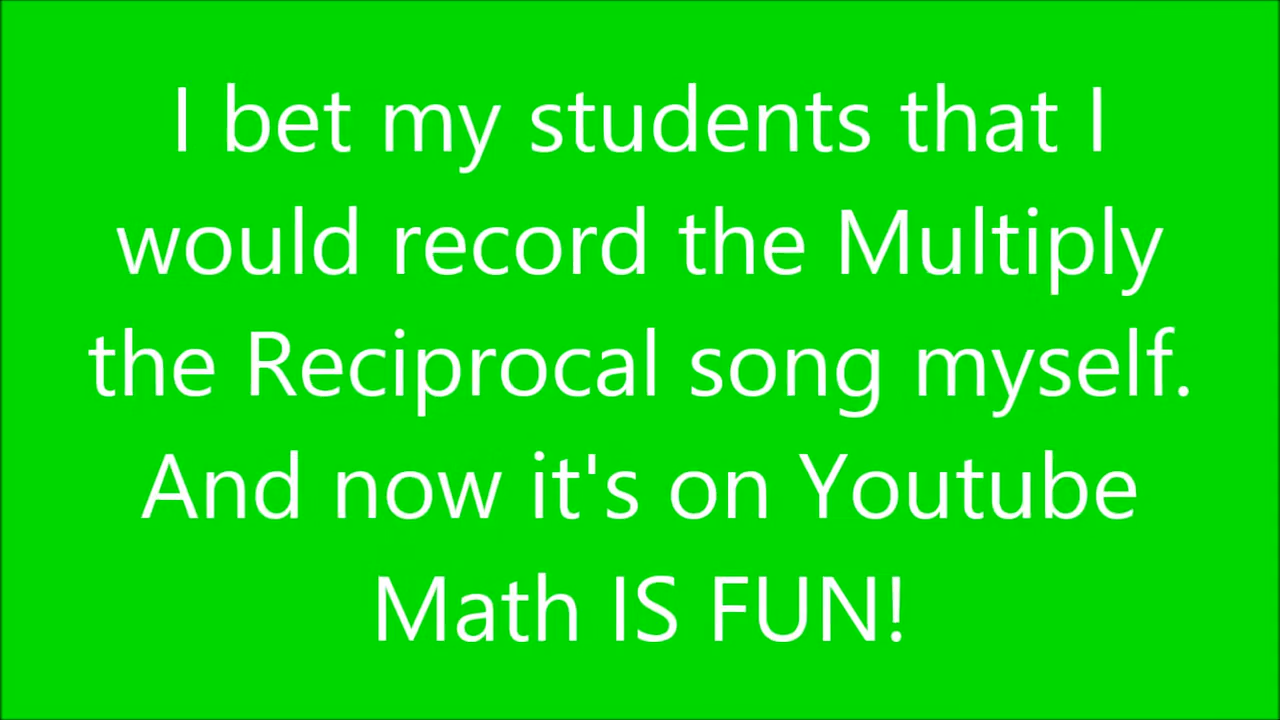 I bet my students that I
would record the Multiply
the Reciprocal song myself.
And now it's on Youtube
Math IS FUN!